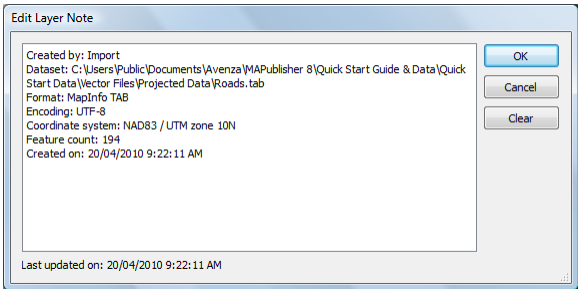 Edit Layer Note
Created by: Import
Dataset: C:\Users\Public\Documents\Avenza\MAPublisher 8\Quick Start Guide & Data\Quick
Start Data\Vector Files\Projected Data\Roads.tab
Format: MapInfo TAB
Encoding: UTF-8
Coordinate system: NAD83 / UTM zone 10N
Feature count: 194
Created on: 20/04/2010 9:22:11 AM
OK
Cancel
Clear
Last updated on: 20/04/2010 9:22:11 AM